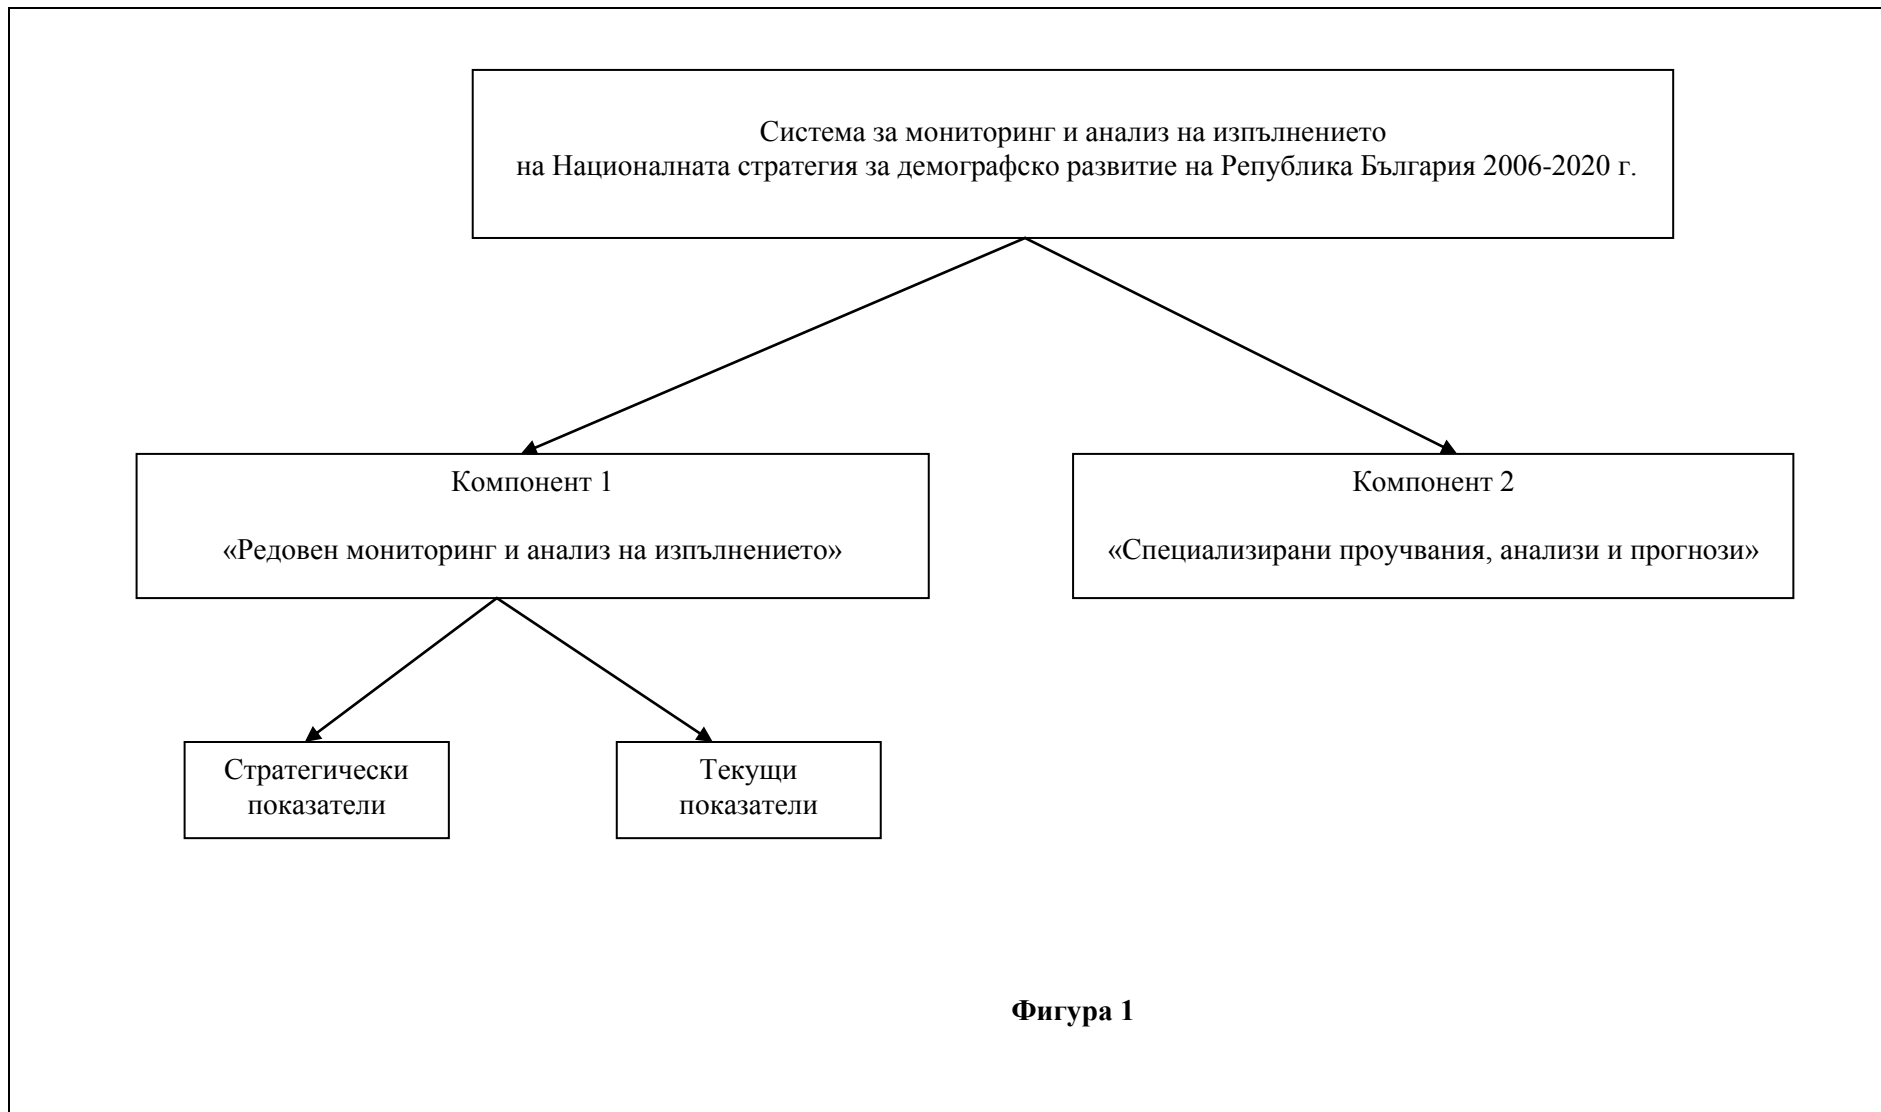 Система за мониторинг и анализ на изпълнението
на Националната стратегия за демографско развитие на Република България 2006-2020 г.
Компонент 1
«Редовен мониторинг и анализ на изпълнението»
Компонент 2
«Специализирани проучвания, анализи и прогнози»
Стратегически
показатели
Текущи
показатели
Фигура 1